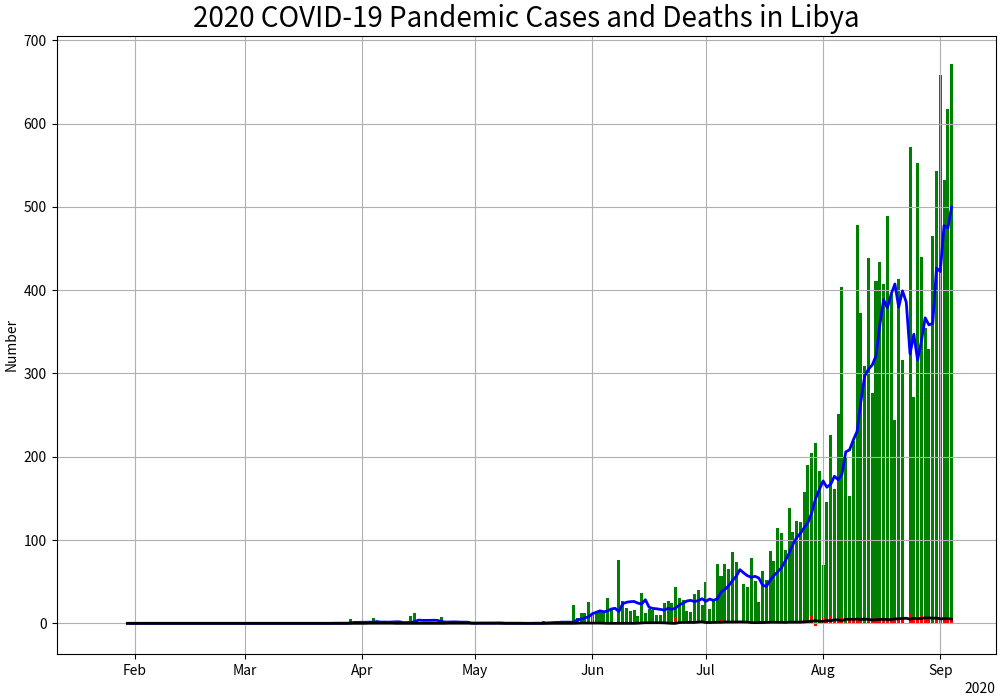 2020 COVID-19 Pandemic Cases and Deaths in Libya
700
600
500
400
300
200
100
0
Number
Feb
Mar
Apr
May
Jun
Jul
Aug
Sep
2020